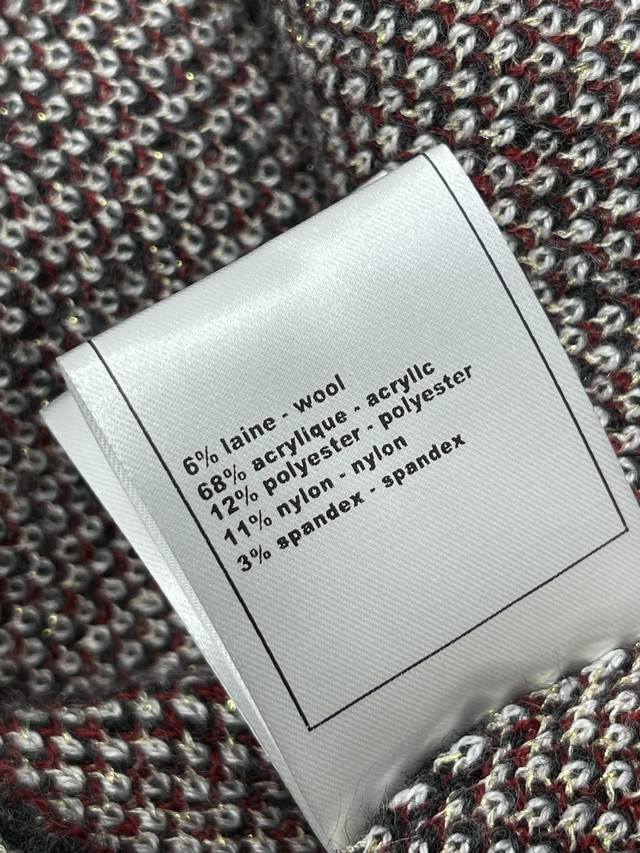 6% laine - wool
68% acrylique - acrylic
12% polyester - polyester
11% nylon - nylon
3% spandex - spandex